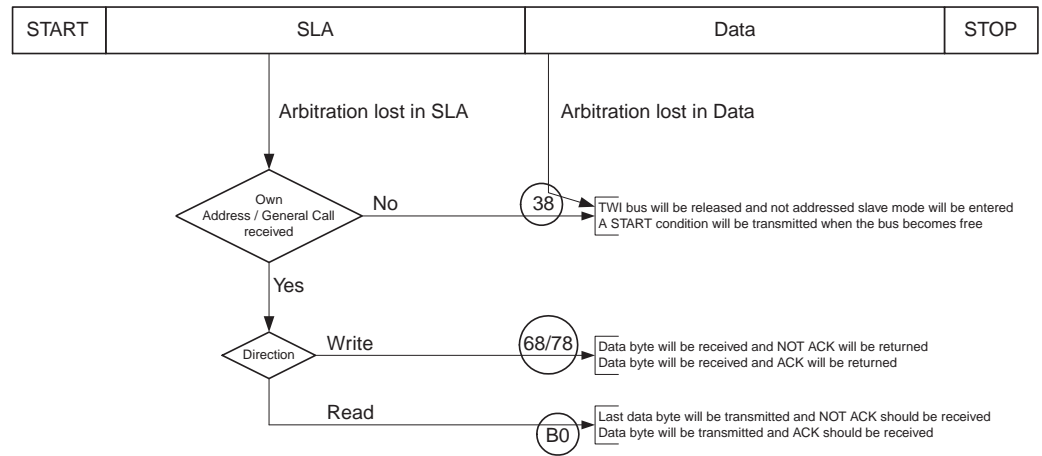 START SLA Data STOP
Arbitration lost in SLA Arbitration lost in Data
Own
Address / General Call
received
No
38
TWI bus will be released and not addressed slave mode will be entered
A START condition will be transmitted when the bus becomes free
Yes
Direction
Write
68/78
Data byte will be received and NOT ACK will be returned
Data byte will be received and ACK will be returned
Read
B0
Last data byte will be transmitted and NOT ACK should be received
Data byte will be transmitted and ACK should be received